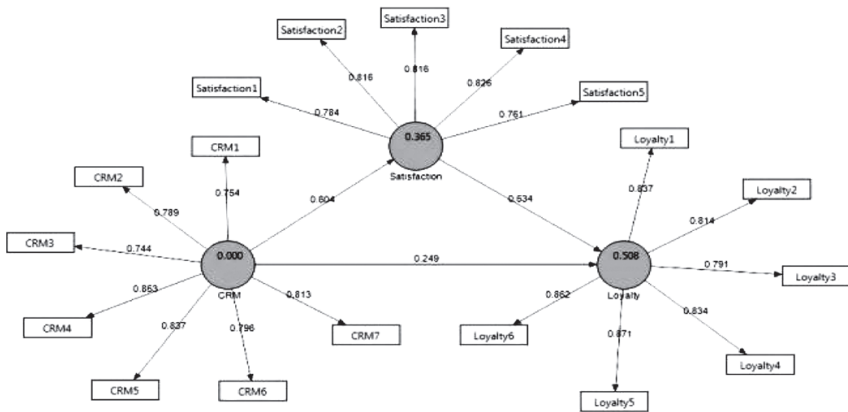 Satisfaction3
Satisfaction2
Satisfaction4
0.816
0.816
0.826
Satisfaction1
0.784
0.761
Satisfaction5
0.365
Satisfaction
CRM1
Loyalty1
CRM2
0.754
0.837
Loyalty2
0.789
0.604
0.534
0.814
CRM3
0.744
0.000
CRM
0.249
0.508
Loyalty
0.791
Loyalty3
0.863
0.813
0.862
0.834
CRM4
0.837
0.796
CRM7
Loyalty6
0.871
Loyalty4
CRM5
CRM6
Loyalty5